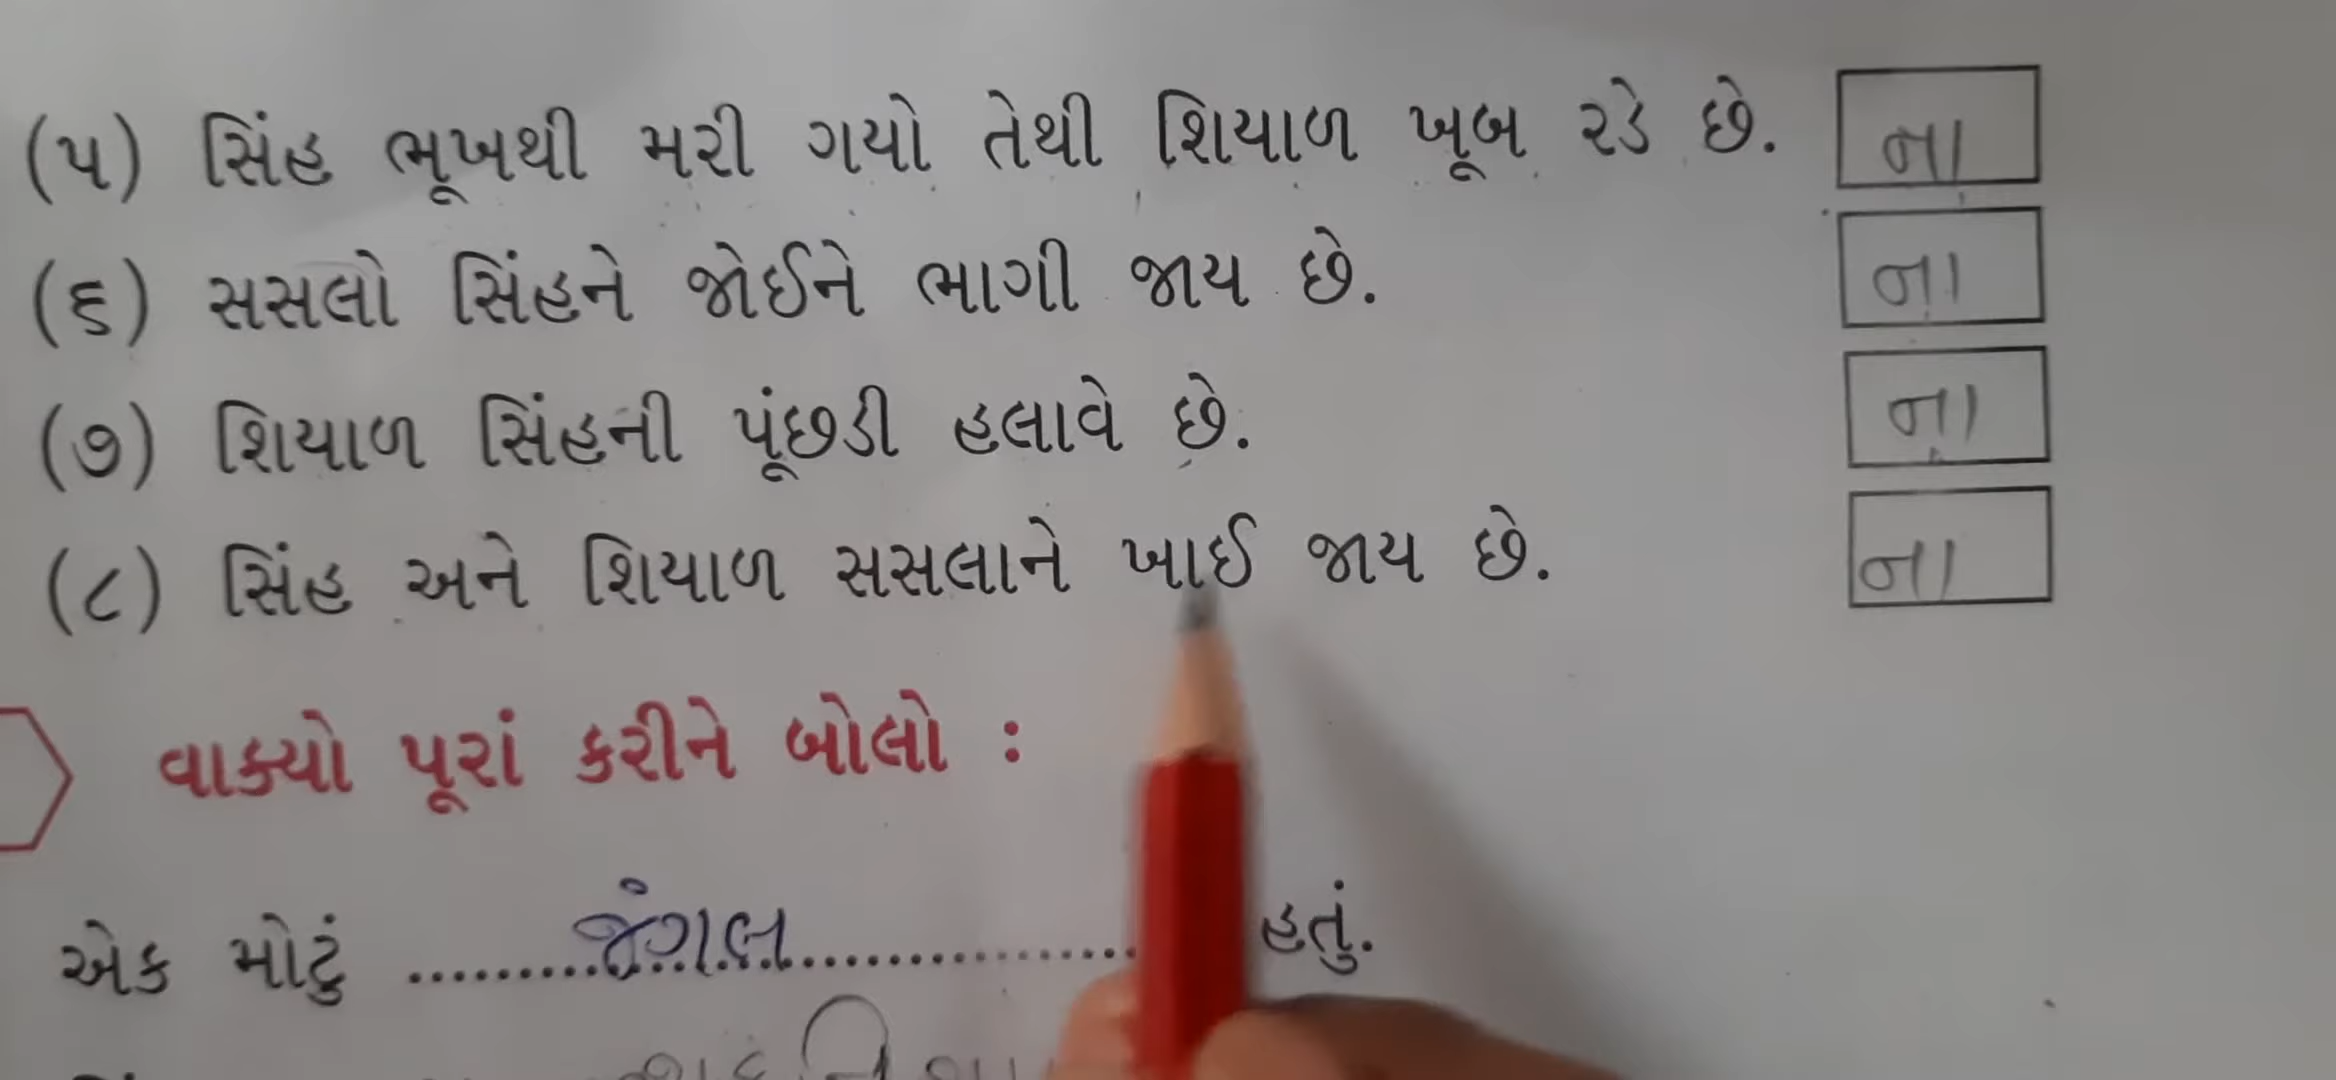 (૫) સિંહ ભૂખથી મરી ગયો તેથી શિયાળ ખૂબ રડે છે. ના
(૬) સસલો સિંહને જોઈને ભાગી જાય છે. ના
(૭) શિયાળ સિંહની પૂંછડી હલાવે છે. ના
(૮) સિંહ અને શિયાળ સસલાને ખાઈ જાય છે. ના
વાક્યો પૂરાં કરીને બોલો :
એક મોટું જંગલ હતું.